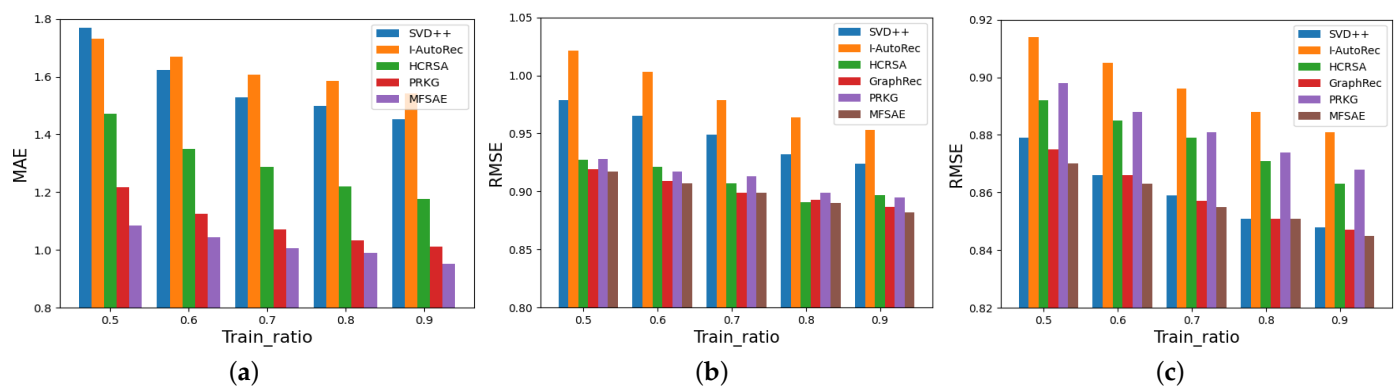 1.8
1.6
1.4
1.2
1.0
0.8
MAE
SVD++
I-AutoRec
HCRSA
PRKG
MFSAE
0.5 0.6 0.7 0.8 0.9
Train_ratio
(a)
1.05
1.00
0.95
0.90
0.85
0.80
RMSE
SVD++
I-AutoRec
HCRSA
GraphRec
PRKG
MFSAE
0.5 0.6 0.7 0.8 0.9
Train_ratio
(b)
0.92
0.90
0.88
0.86
0.84
0.82
RMSE
SVD++
I-AutoRec
HCRSA
GraphRec
PRKG
MFSAE
0.5 0.6 0.7 0.8 0.9
Train_ratio
(c)